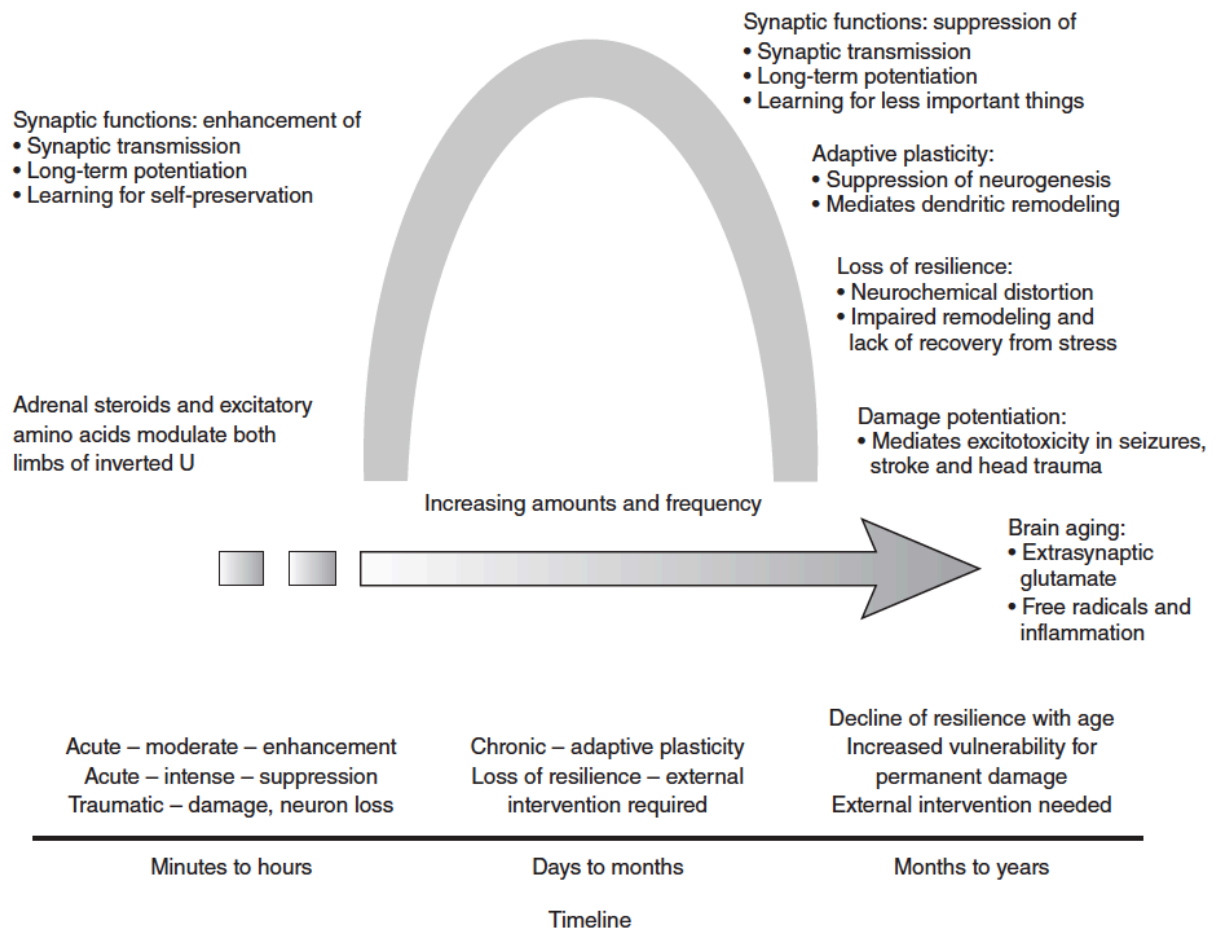 Synaptic functions: suppression of
• Synaptic transmission
• Long-term potentiation
• Learning for less important things
Synaptic functions: enhancement of
• Synaptic transmission
• Long-term potentiation
• Learning for self-preservation
Adaptive plasticity:
• Suppression of neurogenesis
• Mediates dendritic remodeling
Loss of resilience:
• Neurochemical distortion
• Impaired remodeling and
lack of recovery from stress
Adrenal steroids and excitatory
amino acids modulate both
limbs of inverted U
Damage potentiation:
• Mediates excitotoxicity in seizures,
stroke and head trauma
Increasing amounts and frequency
Brain aging:
• Extrasynaptic
glutamate
• Free radicals and
inflammation
Acute – moderate – enhancement
Acute – intense – suppression
Traumatic – damage, neuron loss
Chronic – adaptive plasticity
Loss of resilience – external
intervention required
Decline of resilience with age
Increased vulnerability for
permanent damage
External intervention needed
Minutes to hours
Days to months
Months to years
Timeline